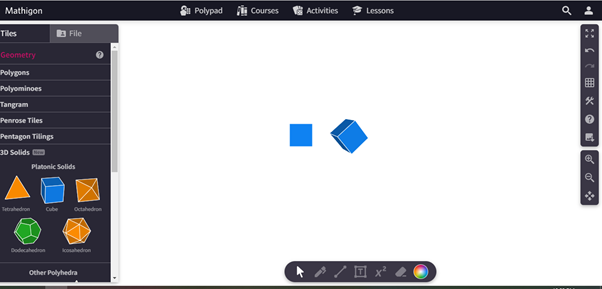 Mathigon
Polypad
Courses
Activities
Lessons
Tiles
File
Geometry
Polygons
Polyominoes
Tangram
Penrose Tiles
Pentagon Tilings
3D Solids New
Platonic Solids
Tetrahedron
Cube
Octahedron
Dodecahedron
Icosahedron
Other Polyhedra
T
x²